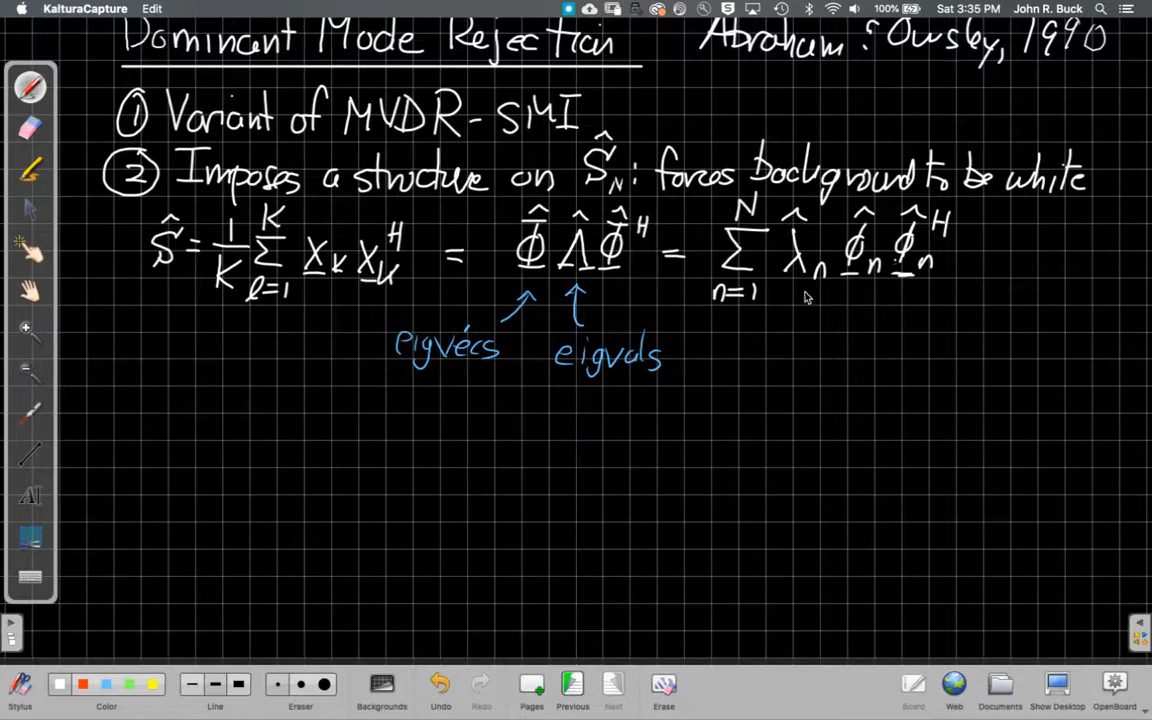 KalturaCapture Edit 100% Sat 3:35 PM John R. Buck
Dominant Mode Rejection Abraham & Owsley, 1990
① Variant of MVDR-SMI
② Imposes a structure on Ŝ_N: forces background to be white
Ŝ = 1/K Σ_{l=1}^{K} x_k x_k^H = Φ̂ Λ̂ Φ̂^H = Σ_{n=1}^{N} λ̂_n φ̂_n φ̂_n^H
eigvecs eigvals
AI
Stylus Color Line Eraser Backgrounds Undo Redo Pages Previous Next Erase Board Web Documents Show Desktop OpenBoard